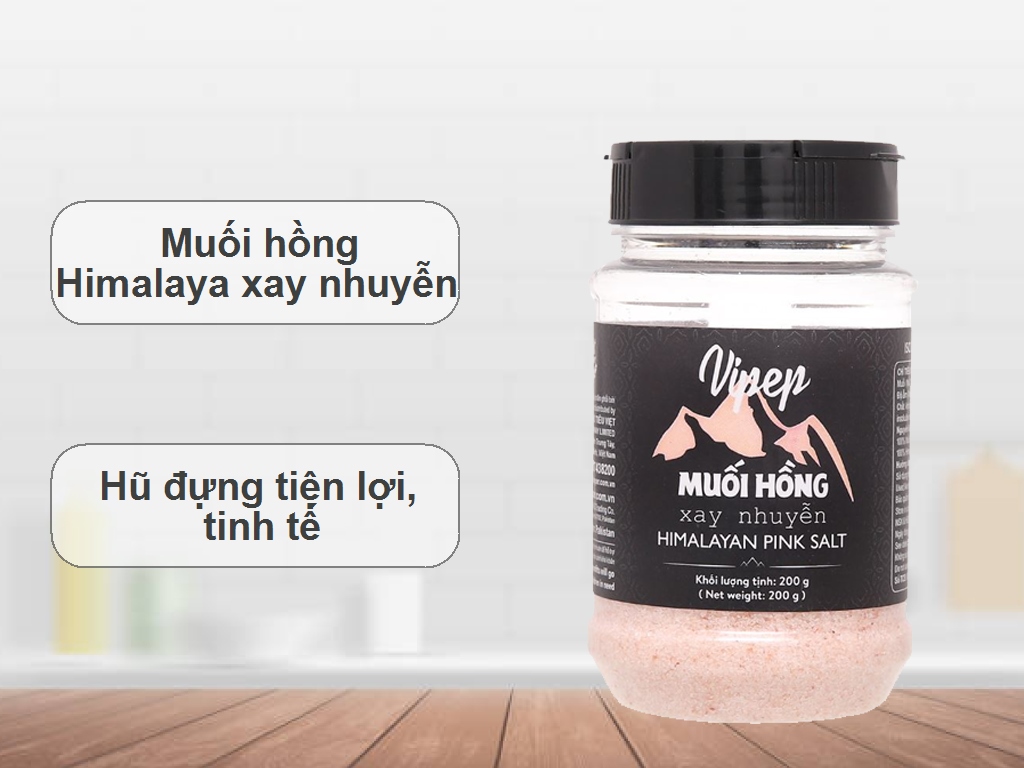 Muối hồng
Himalaya xay nhuyễn
Hũ đựng tiện lợi,
tinh tế
Vipep
MUỐI HỒNG
xay nhuyễn
HIMALAYAN PINK SALT
Khối lượng tịnh: 200 g
( Net weight: 200 g )